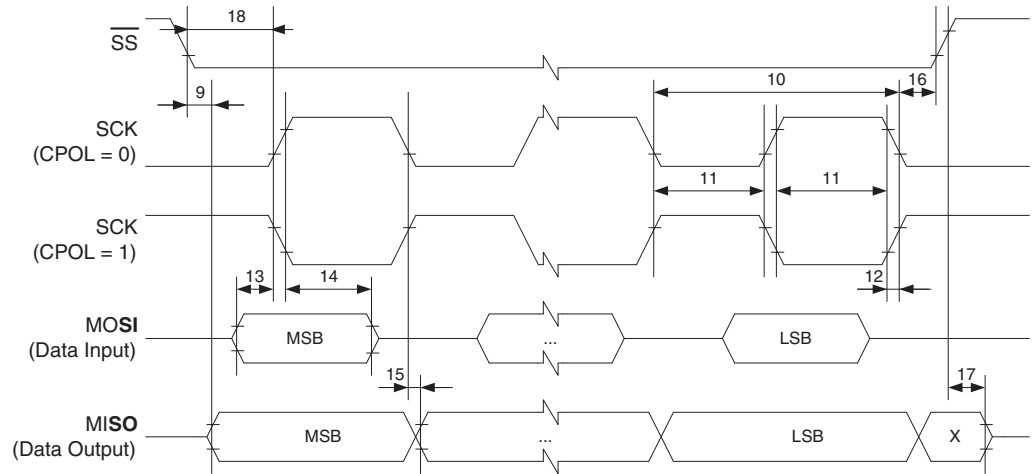 18
SS
10
16
9
SCK
(CPOL = 0)
11
11
SCK
(CPOL = 1)
13
14
12
MOSI
(Data Input)
MSB
...
LSB
15
17
MISO
(Data Output)
MSB
...
LSB
X